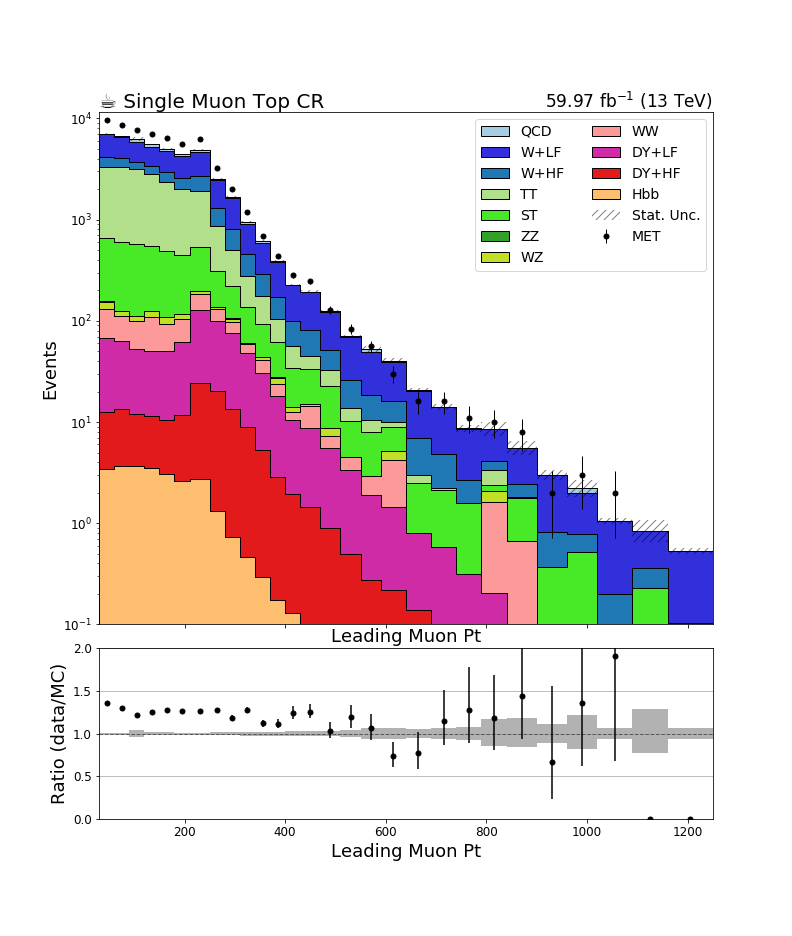 ☕ Single Muon Top CR 59.97 fb⁻¹ (13 TeV)
QCD WW
W+LF DY+LF
W+HF DY+HF
TT Hbb
ST Stat. Unc.
ZZ MET
WZ
Events
10⁴
10³
10²
10¹
10⁰
10⁻¹
Leading Muon Pt
Ratio (data/MC)
2.0
1.5
1.0
0.5
0.0
200 400 600 800 1000 1200
Leading Muon Pt